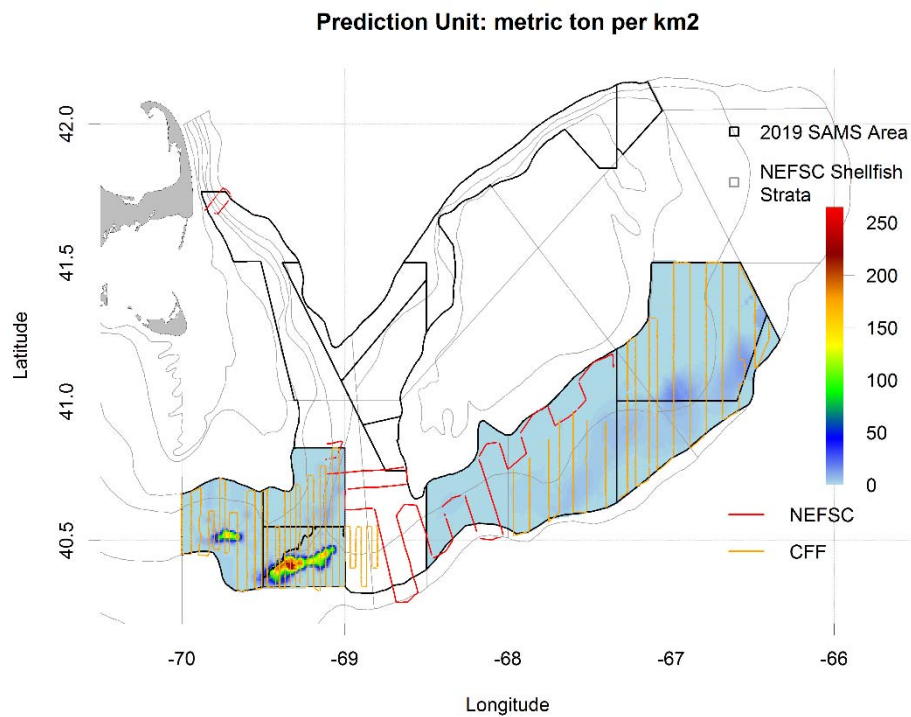 Prediction Unit: metric ton per km2
42.0
41.5
41.0
40.5
Latitude
2019 SAMS Area
NEFSC Shellfish
Strata
250
200
150
100
50
0
NEFSC
CFF
-70
-69
-68
-67
-66
Longitude